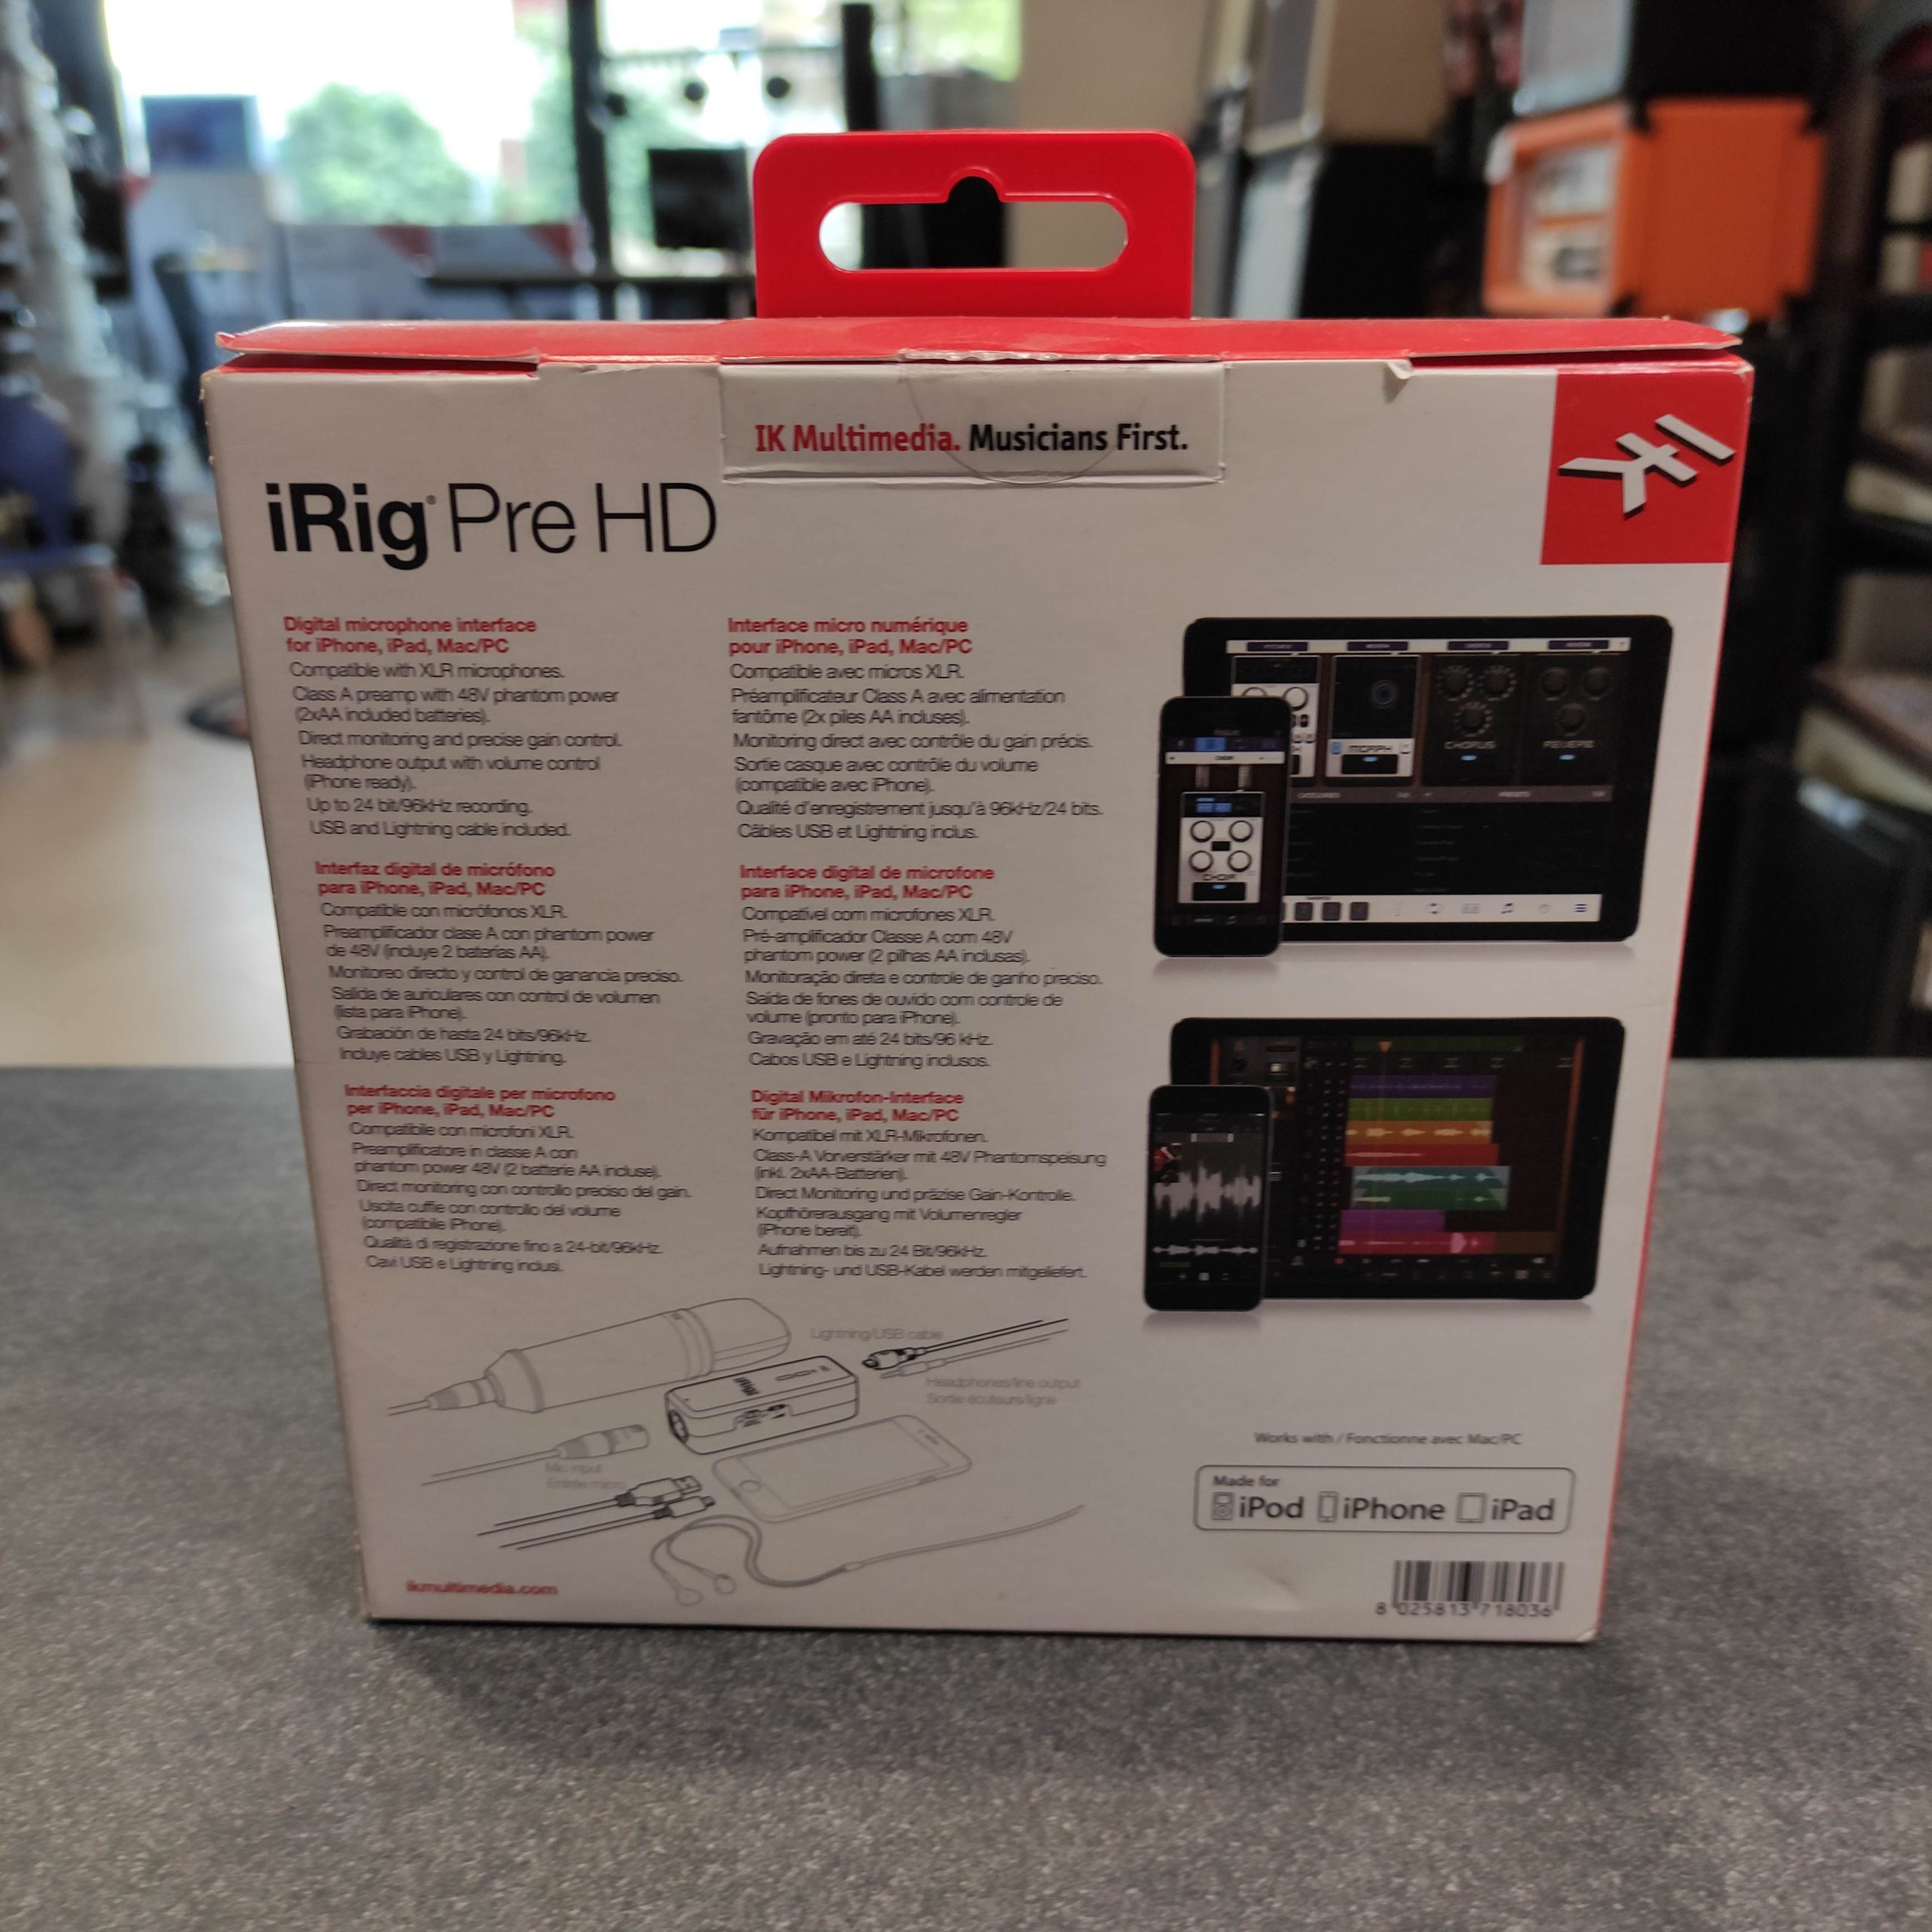 IK Multimedia. Musicians First.
IK
iRig® Pre HD
Digital microphone interface
for iPhone, iPad, Mac/PC
Compatible with XLR microphones.
Class A preamp with 48V phantom power
(2xAA included batteries).
Direct monitoring and precise gain control.
Headphone output with volume control
(iPhone ready).
Up to 24 bit/96kHz recording.
USB and Lightning cable included.
Interfaz digital de micrófono
para iPhone, iPad, Mac/PC
Compatible con micrófonos XLR.
Preamplificador clase A con phantom power
de 48V (incluye 2 baterías AA).
Monitoreo directo y control de ganancia preciso.
Salida de auriculares con control de volumen
(lista para iPhone).
Grabación de hasta 24 bits/96kHz.
Incluye cables USB y Lightning.
Interfaccia digitale per microfono
per iPhone, iPad, Mac/PC
Compatibile con microfoni XLR.
Preamplificatore in classe A con
phantom power 48V (2 batterie AA incluse).
Direct monitoring con controllo preciso del gain.
Uscita cuffie con controllo del volume
(compatibile iPhone).
Qualità di registrazione fino a 24-bit/96kHz.
Cavi USB e Lightning inclusi.
Interface micro numérique
pour iPhone, iPad, Mac/PC
Compatible avec micros XLR.
Préamplificateur Class A avec alimentation
fantôme (2x piles AA incluses).
Monitoring direct avec contrôle du gain précis.
Sortie casque avec contrôle du volume
(compatible avec iPhone).
Qualité d'enregistrement jusqu'à 96kHz/24 bits.
Câbles USB et Lightning inclus.
Interface digital de microfone
para iPhone, iPad, Mac/PC
Compatível com microfones XLR.
Pré-amplificador Classe A com 48V
phantom power (2 pilhas AA inclusas).
Monitoração direta e controle de ganho preciso.
Saída de fones de ouvido com controle de
volume (pronto para iPhone).
Gravação em até 24 bits/96 kHz.
Cabos USB e Lightning inclusos.
Digital Mikrofon-Interface
für iPhone, iPad, Mac/PC
Kompatibel mit XLR-Mikrofonen.
Class-A Vorverstärker mit 48V Phantomspeisung
(inkl. 2xAA-Batterien).
Direct Monitoring und präzise Gain-Kontrolle.
Kopfhörerausgang mit Volumenregler
(iPhone bereit).
Aufnahmen bis zu 24 Bit/96kHz.
Lightning- und USB-Kabel werden mitgeliefert.
MORPH
CHORUS
REVERB
CHOIR
Lightning/USB cable
Headphones/line output
Sortie écouteurs/ligne
iRig
Mic input
Entrée micro
Works with / Fonctionne avec Mac/PC
Made for
iPod iPhone iPad
ikmultimedia.com
8 025813 718036